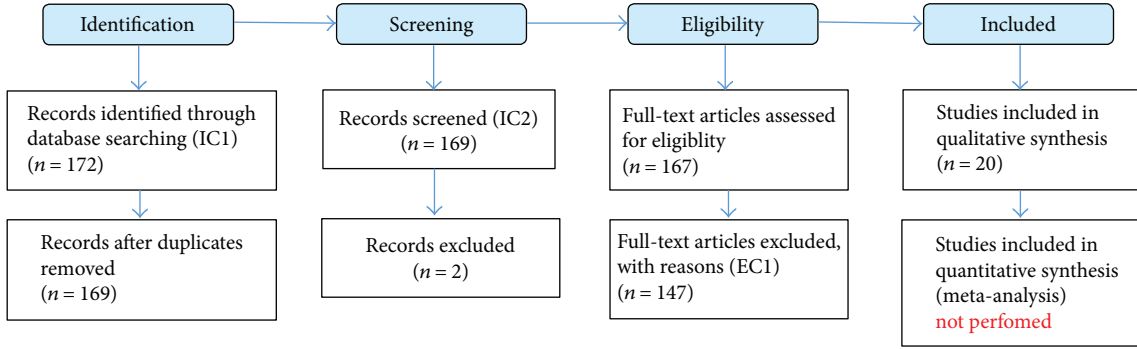 Identification
Screening
Eligibility
Included
Records identified through
database searching (IC1)
(n = 172)
Records after duplicates
removed
(n = 169)
Records screened (IC2)
(n = 169)
Records excluded
(n = 2)
Full-text articles assessed
for eligiblity
(n = 167)
Full-text articles excluded,
with reasons (EC1)
(n = 147)
Studies included in
qualitative synthesis
(n = 20)
Studies included in
quantitative synthesis
(meta-analysis)
not perfomed